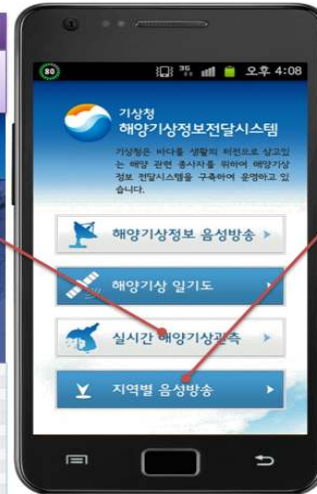 80
3G
오후 4:08
기상청
해양기상정보전달시스템
기상청은 바다를 생활의 터전으로 삼고있
는 해양 관련 종사자를 위하여 해양기상
정보 전달시스템을 구축하여 운영하고 있
습니다.
해양기상정보 음성방송
해양기상 일기도
실시간 해양기상관측
지역별 음성방송